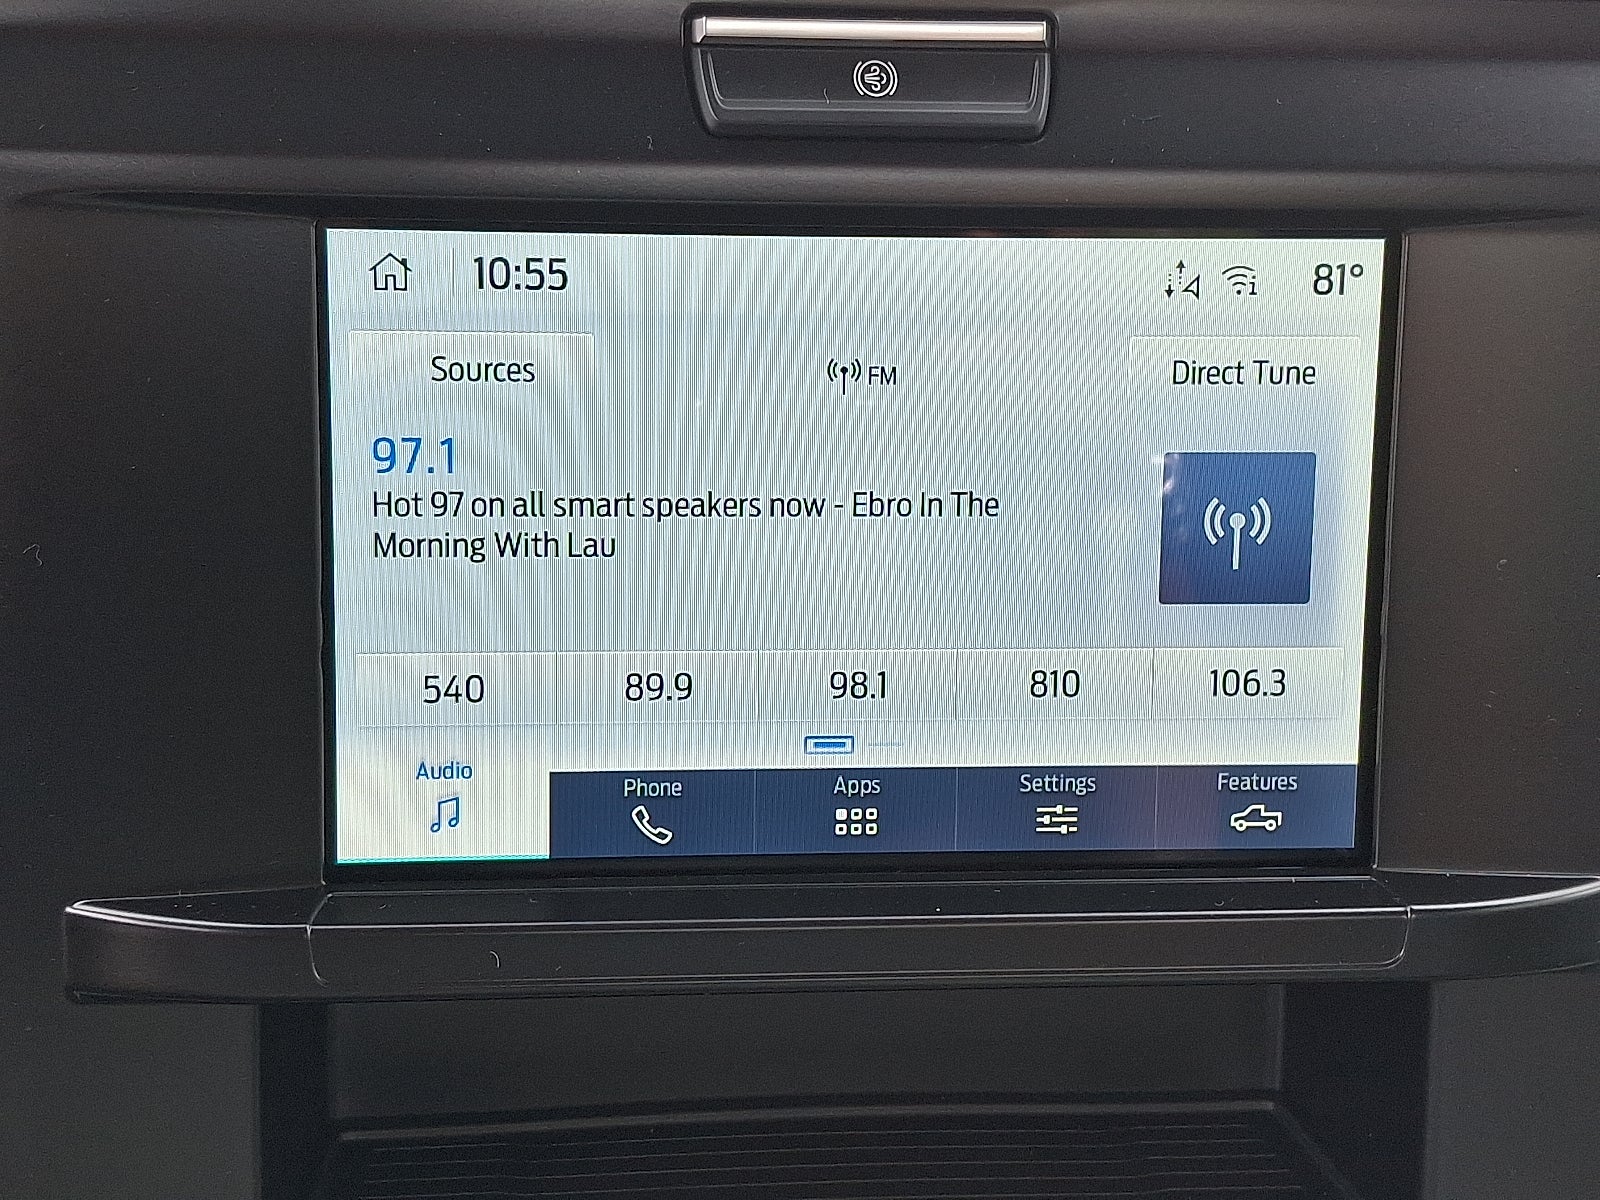 10:55
81°
Sources
FM
Direct Tune
97.1
Hot 97 on all smart speakers now - Ebro In The
Morning With Lau
540
89.9
98.1
810
106.3
Audio
Phone
Apps
Settings
Features